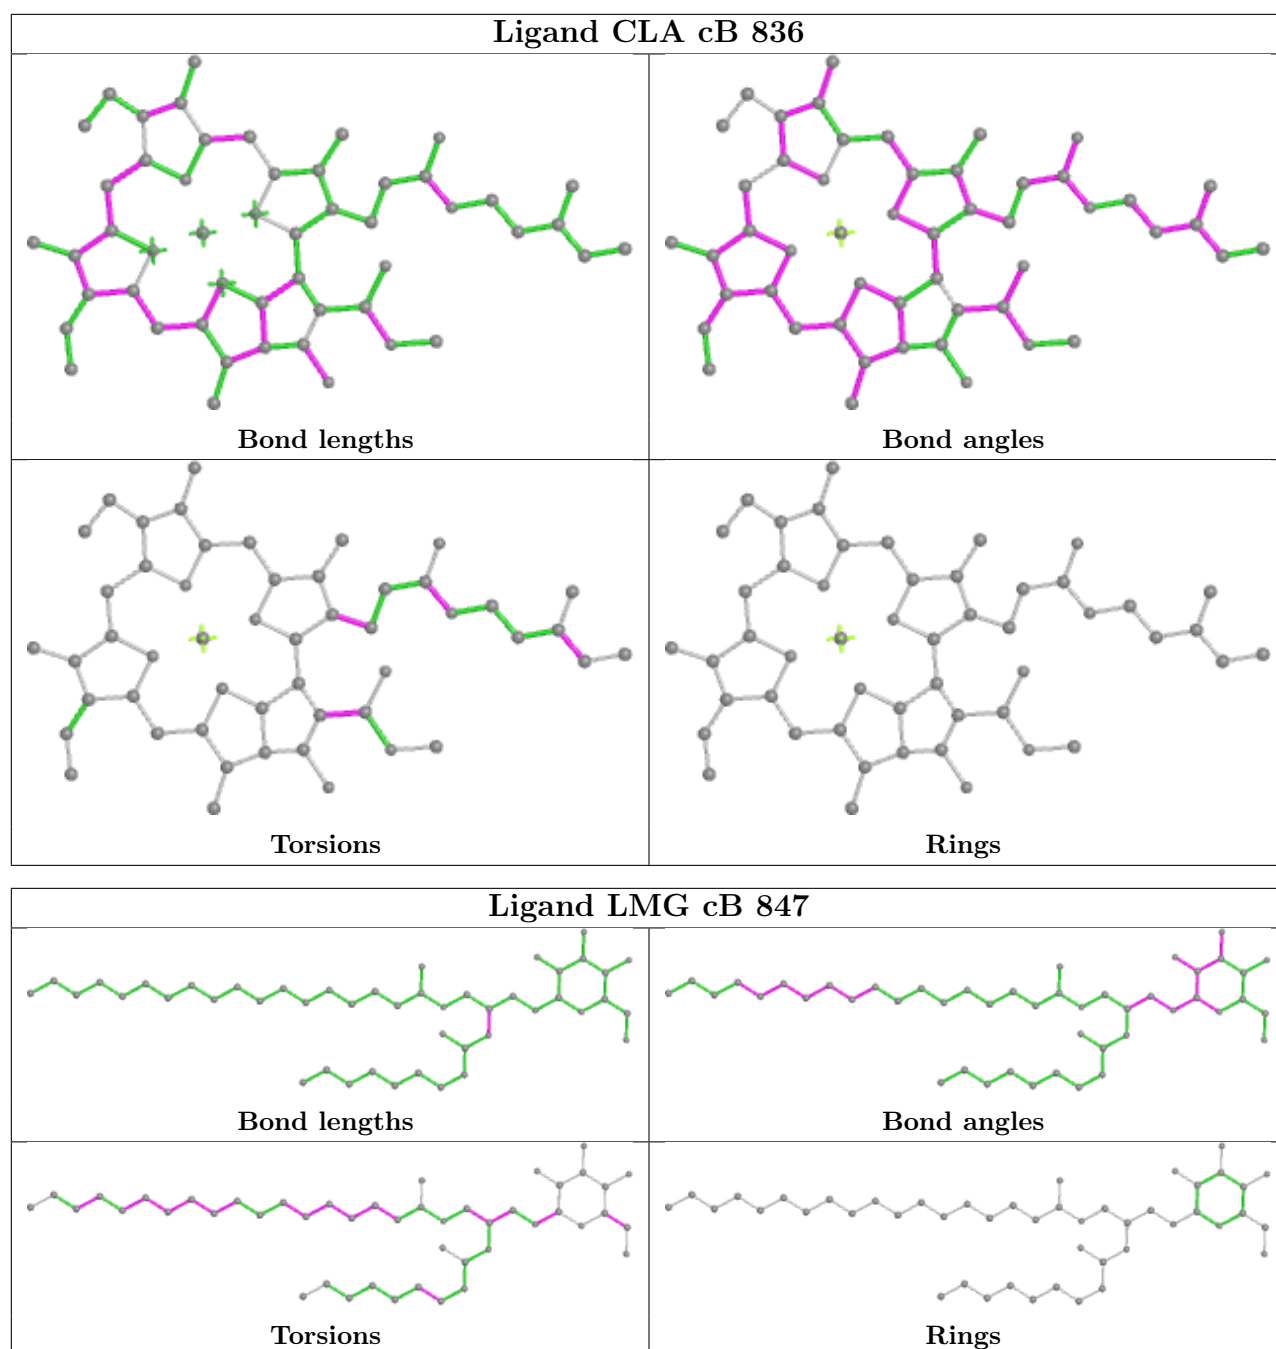 Ligand CLA cB 836
Bond lengths
Bond angles
Torsions
Rings
Ligand LMG cB 847
Bond lengths
Bond angles
Torsions
Rings